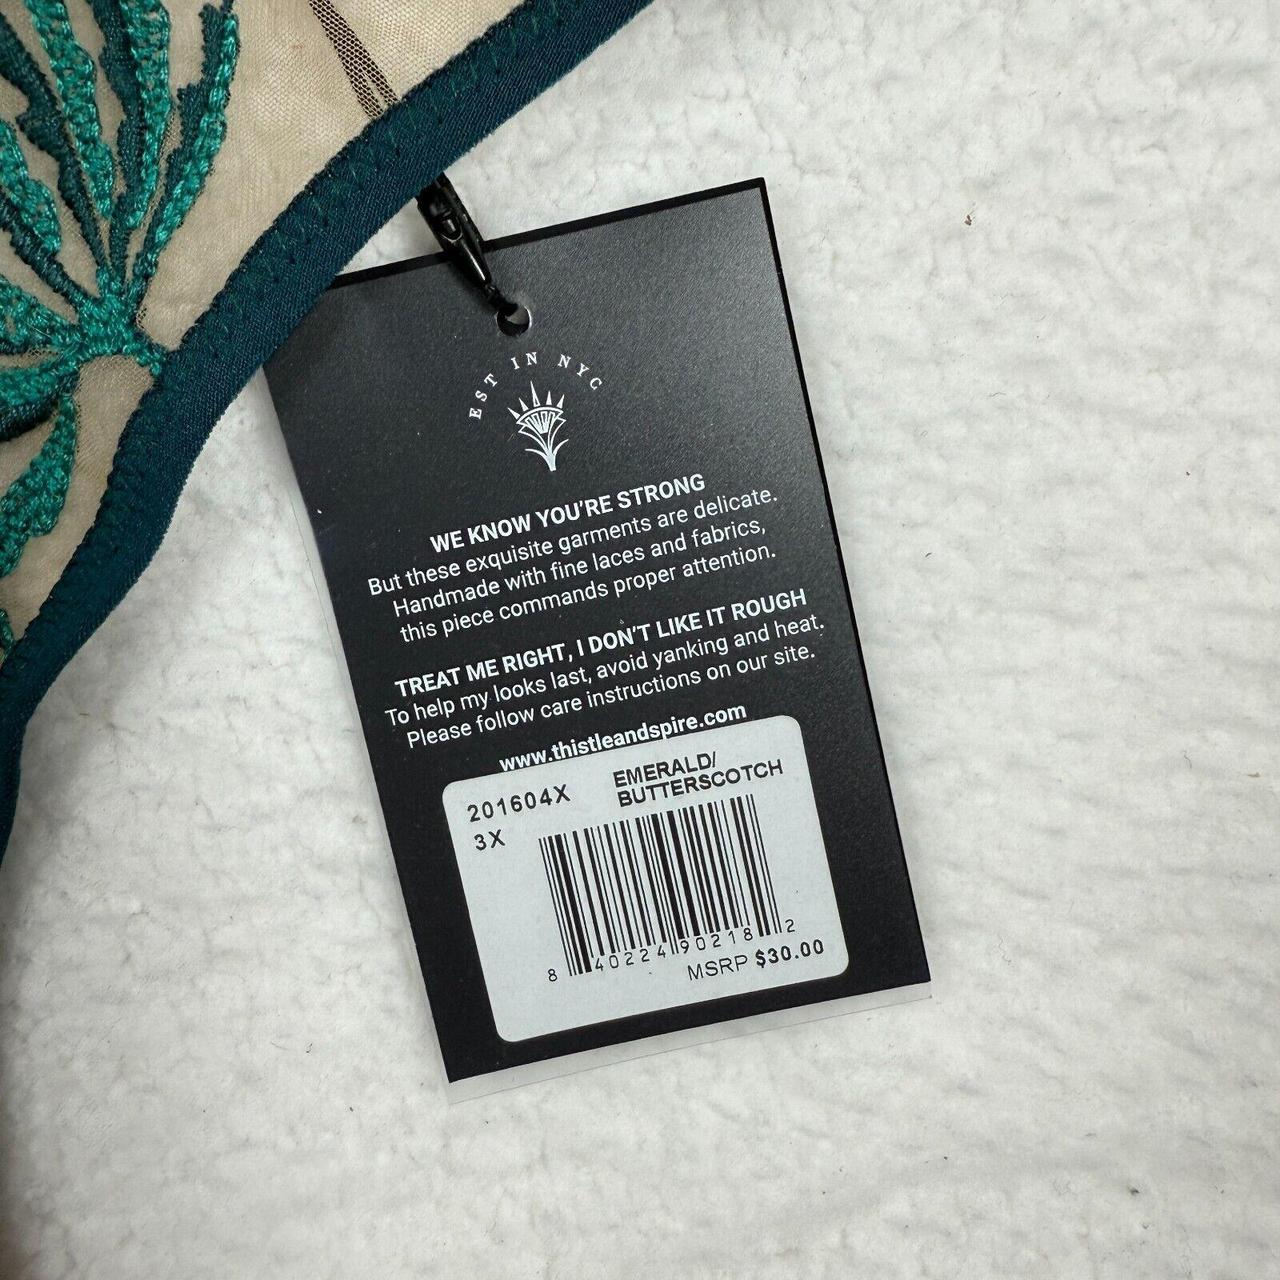 EST IN NYC
WE KNOW YOU'RE STRONG
But these exquisite garments are delicate.
Handmade with fine laces and fabrics,
this piece commands proper attention.
TREAT ME RIGHT, I DON'T LIKE IT ROUGH
To help my looks last, avoid yanking and heat.
Please follow care instructions on our site.
www.thistleandspire.com
201604X
EMERALD/
BUTTERSCOTCH
3X
8 40224 90218 2
MSRP $30.00